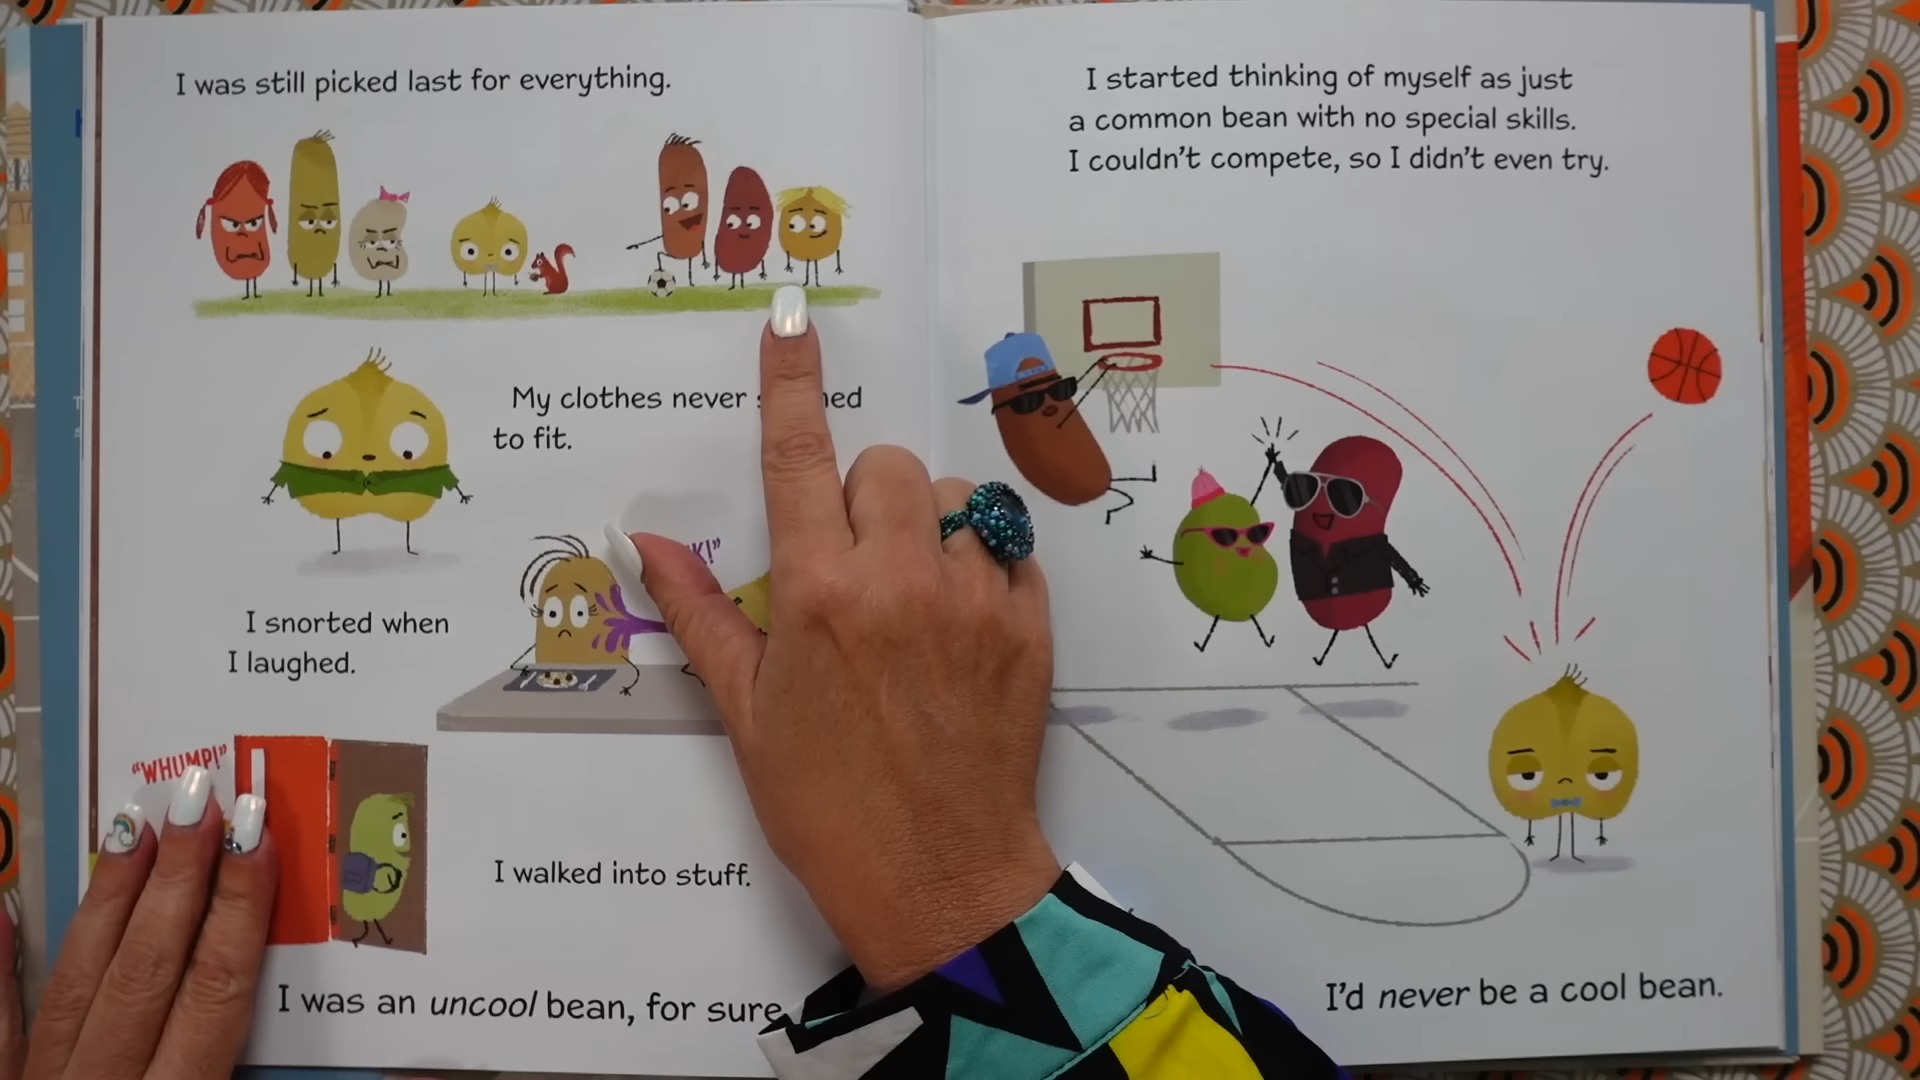 I was still picked last for everything.
My clothes never
to fit.
I snorted when
I laughed.
"WHUMP!"
I walked into stuff.
I was an uncool bean, for sure
I started thinking of myself as just
a common bean with no special skills.
I couldn't compete, so I didn't even try.
I'd never be a cool bean.